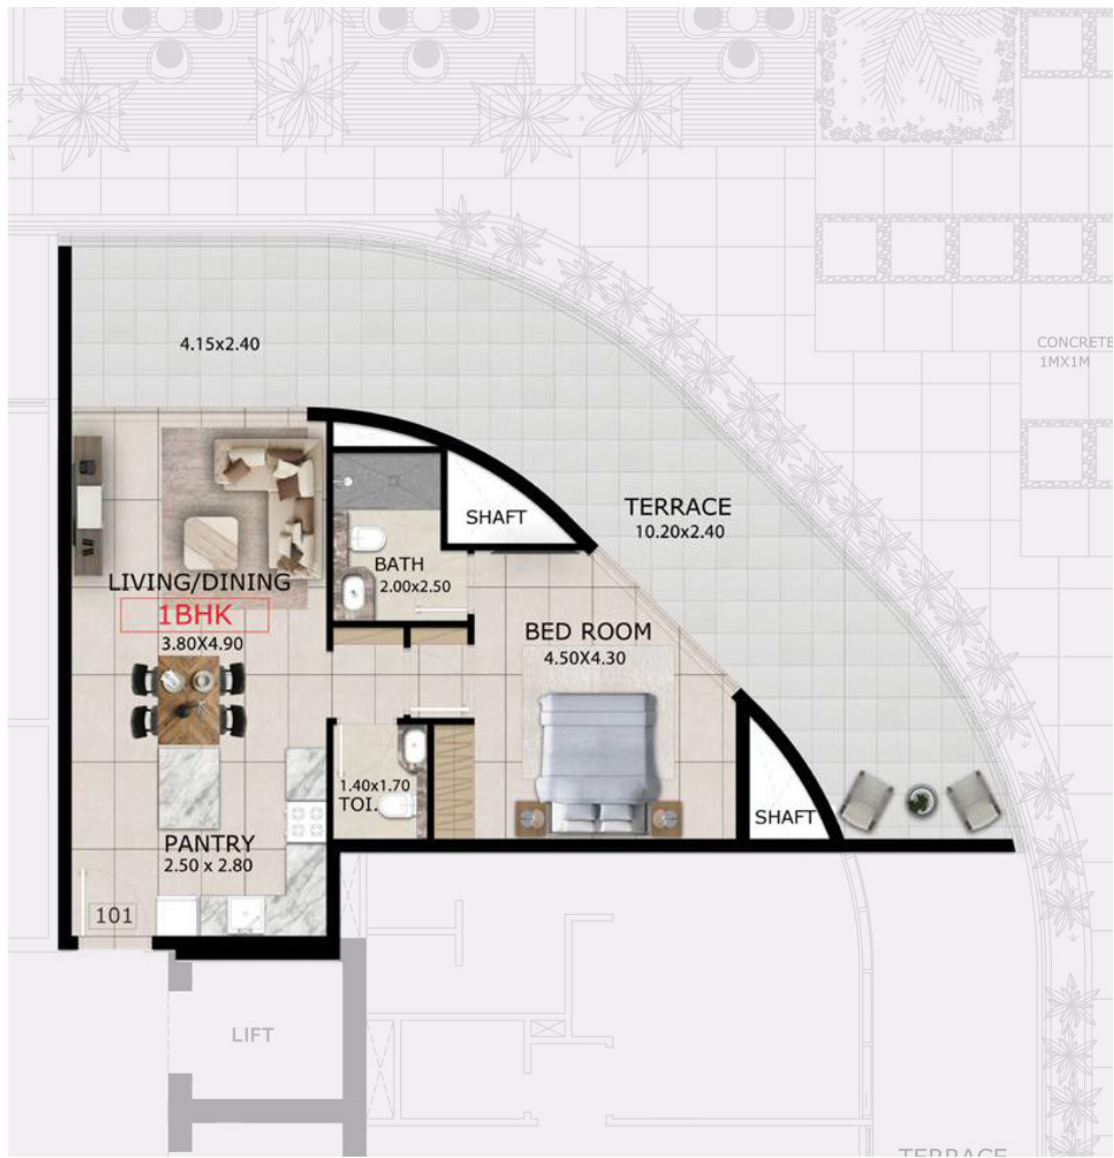 CONCRETE
1MX1M
4.15x2.40
TERRACE
10.20x2.40
SHAFT
BATH
2.00x2.50
LIVING/DINING
1BHK
3.80X4.90
BED ROOM
4.50X4.30
1.40x1.70
TOI.
SHAFT
PANTRY
2.50 x 2.80
101
LIFT
TERRACE